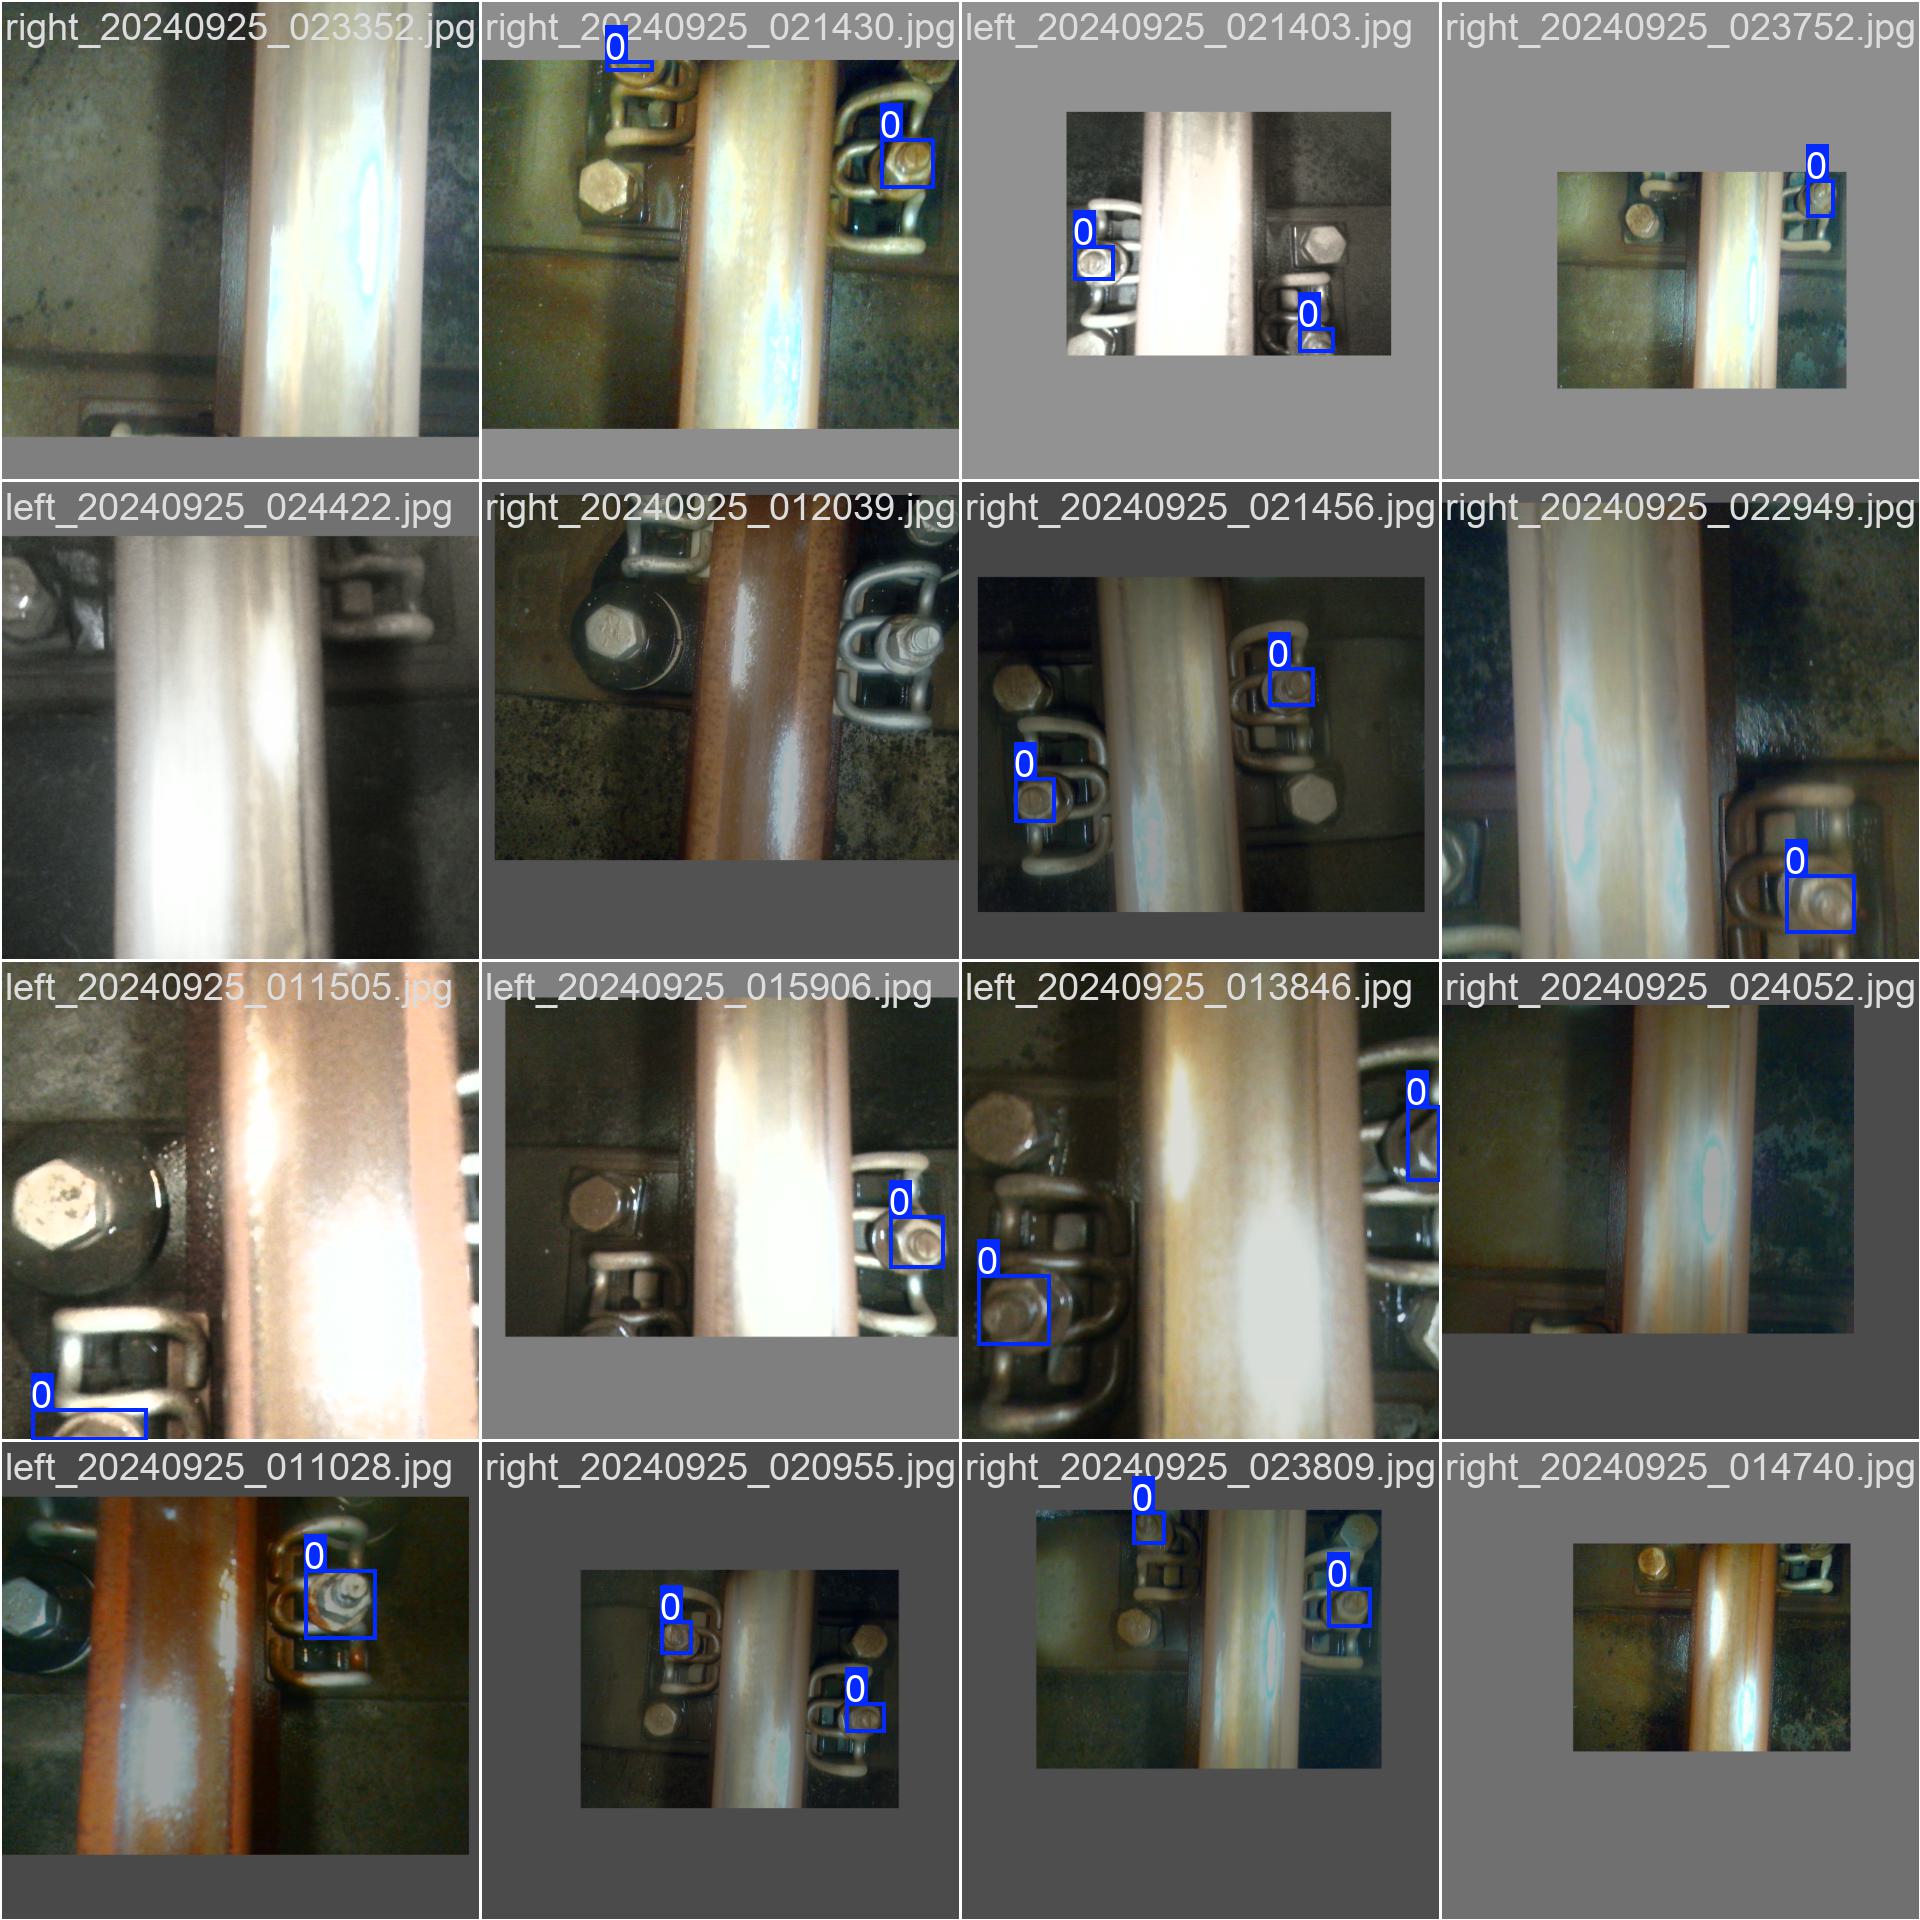 right_20240925_023352.jpg
right_20240925_021430.jpg
left_20240925_021403.jpg
right_20240925_023752.jpg
0
0
0
0
0
left_20240925_024422.jpg
right_20240925_012039.jpg
right_20240925_021456.jpg
right_20240925_022949.jpg
0
0
0
left_20240925_011505.jpg
left_20240925_015906.jpg
left_20240925_013846.jpg
right_20240925_024052.jpg
0
0
0
0
left_20240925_011028.jpg
right_20240925_020955.jpg
right_20240925_023809.jpg
right_20240925_014740.jpg
0
0
0
0
0